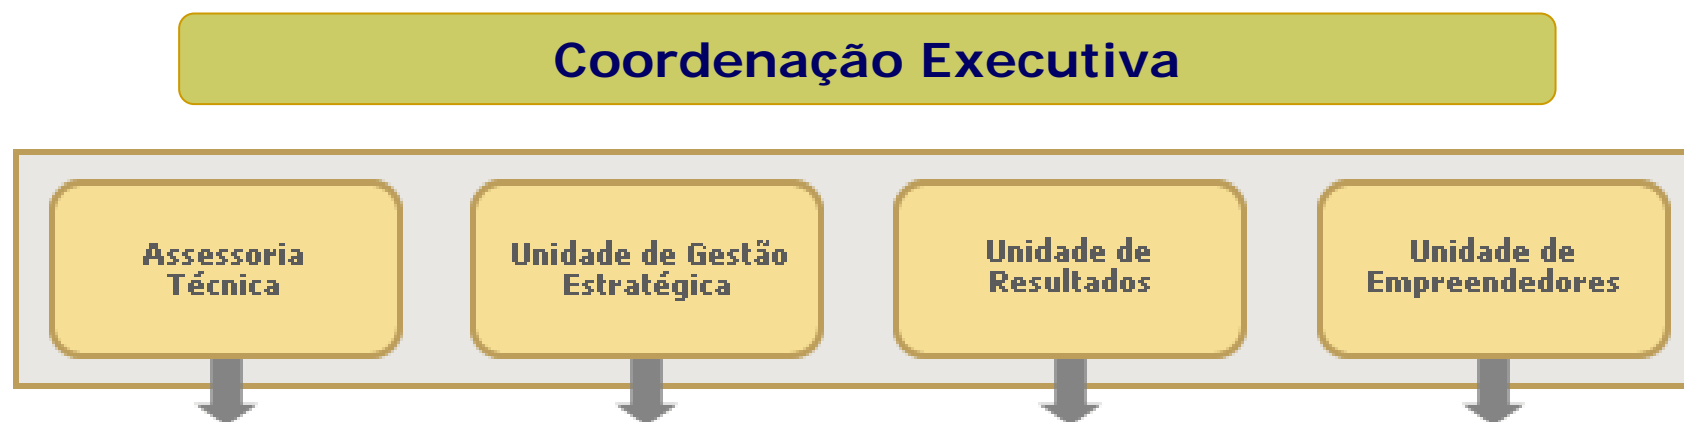 Coordenação Executiva
Assessoria
Técnica
Unidade de Gestão
Estratégica
Unidade de
Resultados
Unidade de
Empreendedores